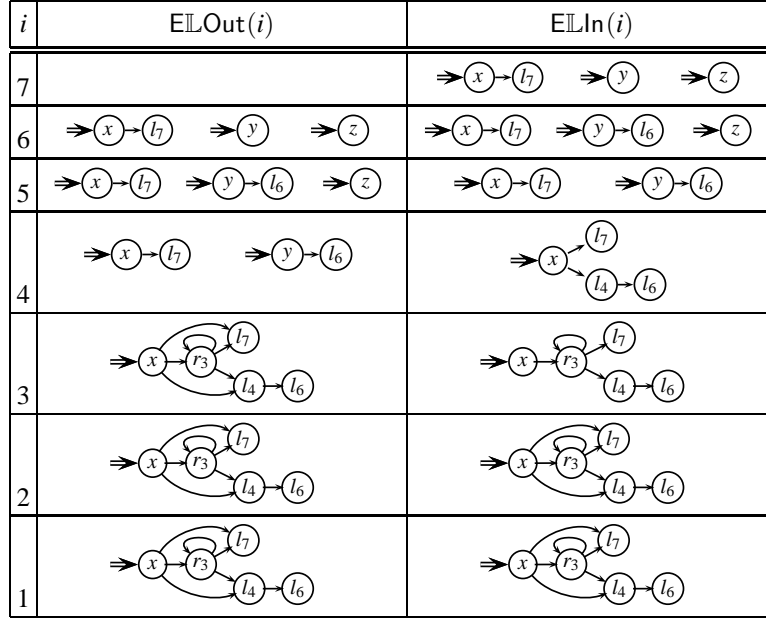 i E𝕃Out(i) E𝕃In(i)
7 x l₇ y z
6 x l₇ y z x l₇ y l₆ z
5 x l₇ y l₆ z x l₇ y l₆
4 x l₇ y l₆ x l₇ l₄ l₆
3 x r₃ l₇ l₄ l₆ x r₃ l₇ l₄ l₆
2 x r₃ l₇ l₄ l₆ x r₃ l₇ l₄ l₆
1 x r₃ l₇ l₄ l₆ x r₃ l₇ l₄ l₆